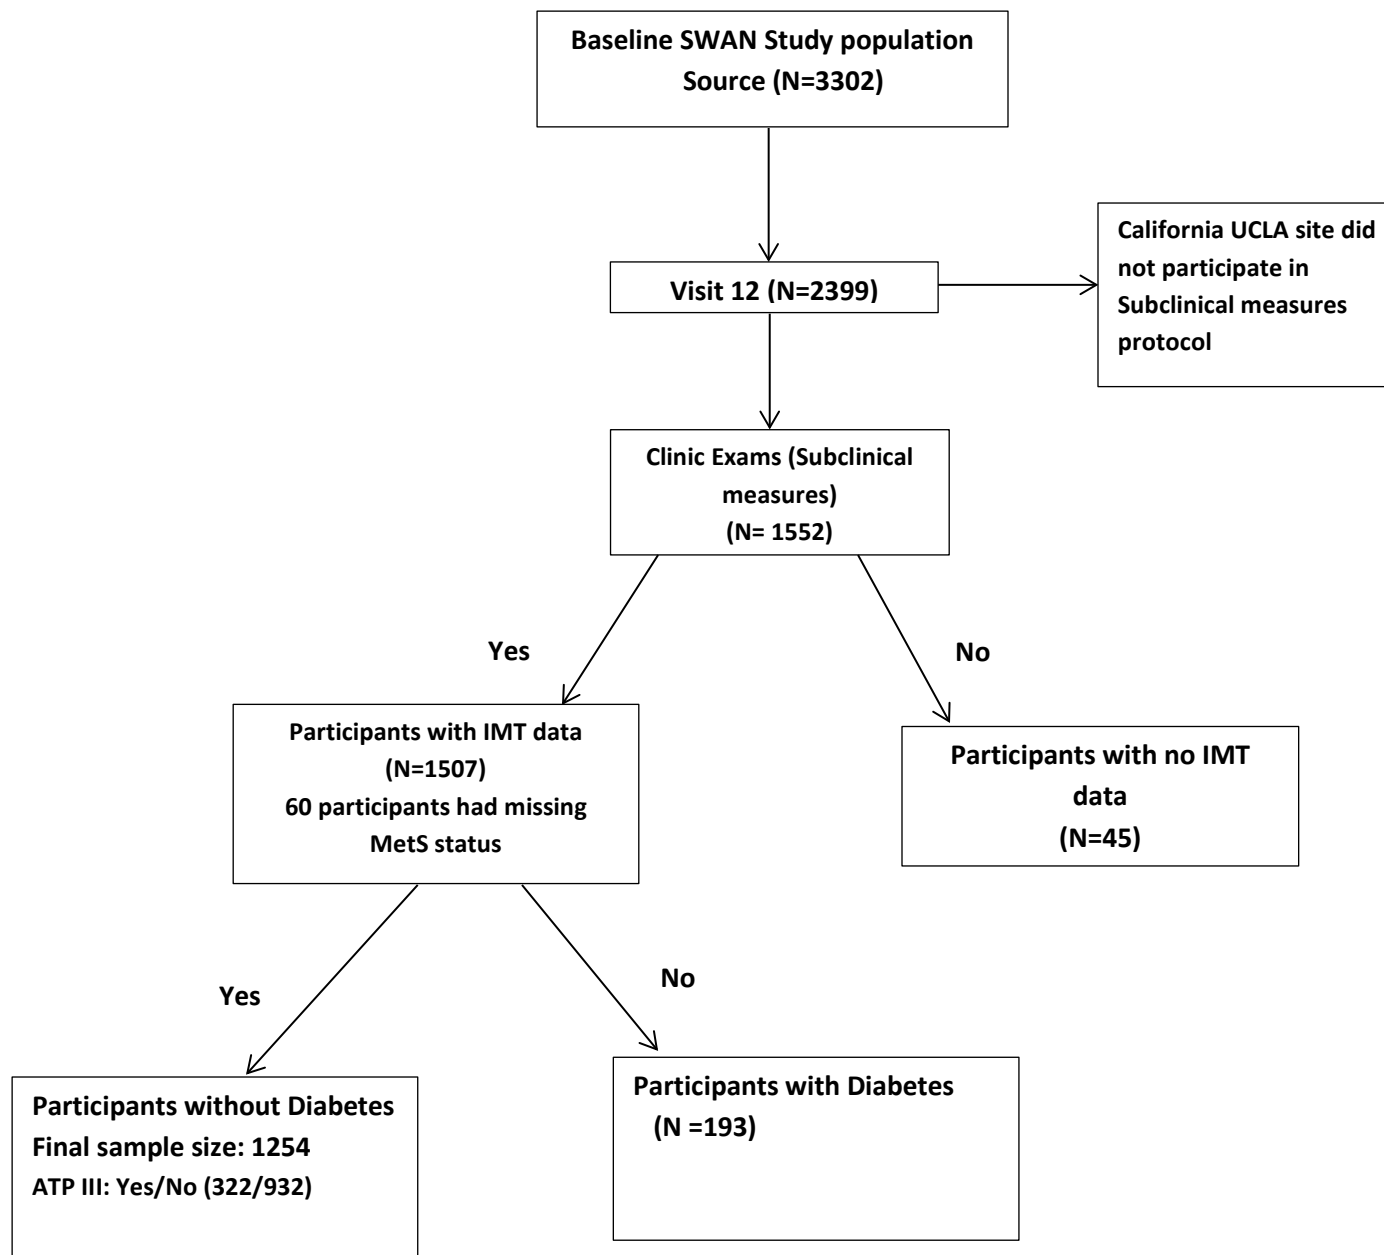 Baseline SWAN Study population
Source (N=3302)
California UCLA site did
not participate in
Subclinical measures
protocol
Visit 12 (N=2399)
Clinic Exams (Subclinical
measures)
(N= 1552)
Yes
No
Participants with IMT data
(N=1507)
60 participants had missing
MetS status
Participants with no IMT
data
(N=45)
Yes
No
Participants without Diabetes
Final sample size: 1254
ATP III: Yes/No (322/932)
Participants with Diabetes
(N =193)